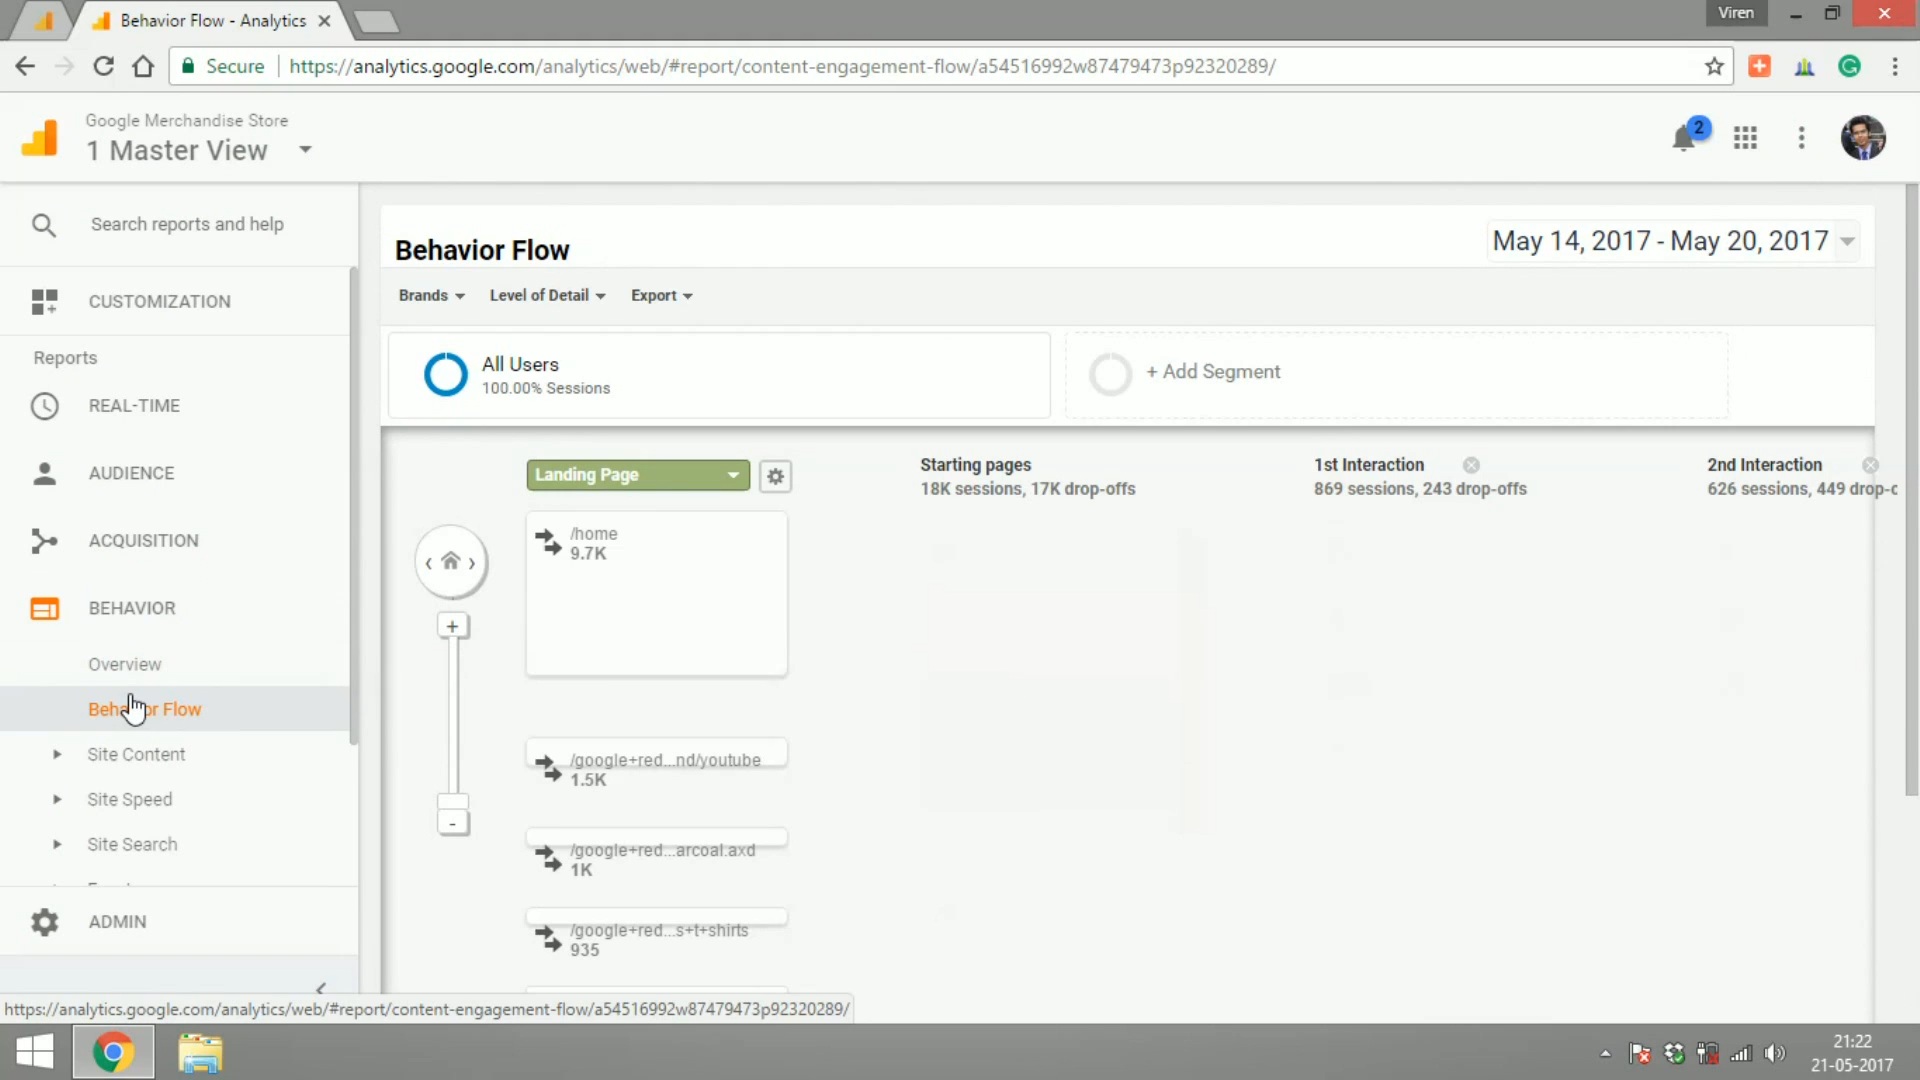 Behavior Flow - Analytics
Viren
Secure
https://analytics.google.com/analytics/web/#report/content-engagement-flow/a54516992w87479473p92320289/
Google Merchandise Store
1 Master View
2
Search reports and help
CUSTOMIZATION
Reports
REAL-TIME
AUDIENCE
ACQUISITION
BEHAVIOR
Overview
Behavior Flow
Site Content
Site Speed
Site Search
ADMIN
Behavior Flow
May 14, 2017 - May 20, 2017
Brands
Level of Detail
Export
All Users
100.00% Sessions
+ Add Segment
Landing Page
Starting pages
18K sessions, 17K drop-offs
1st Interaction
869 sessions, 243 drop-offs
2nd Interaction
626 sessions, 449 drop-c
/home
9.7K
+
-
/google+red...nd/youtube
1.5K
/google+red...arcoal.axd
1K
/google+red...s+t+shirts
935
https://analytics.google.com/analytics/web/#report/content-engagement-flow/a54516992w87479473p92320289/
21:22
21-05-2017